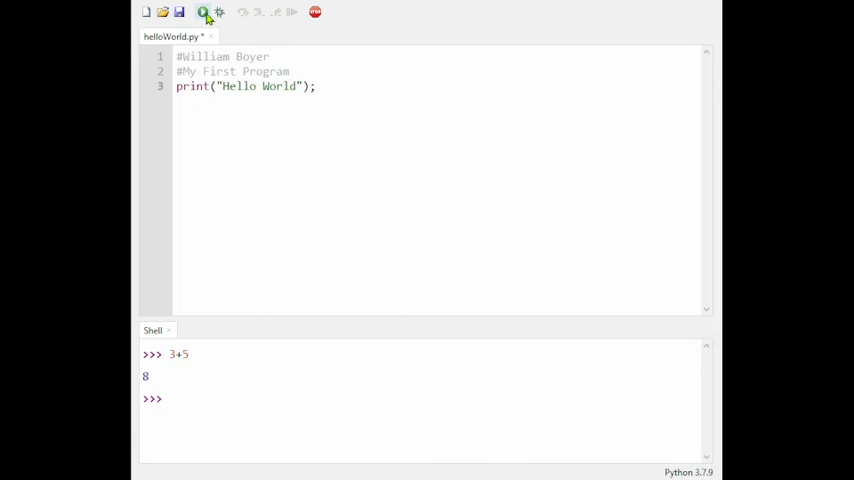 STOP
helloWorld.py * ×
1 #William Boyer
2 #My First Program
3 print("Hello World");
Shell ×
>>> 3+5
8
>>>
Python 3.7.9